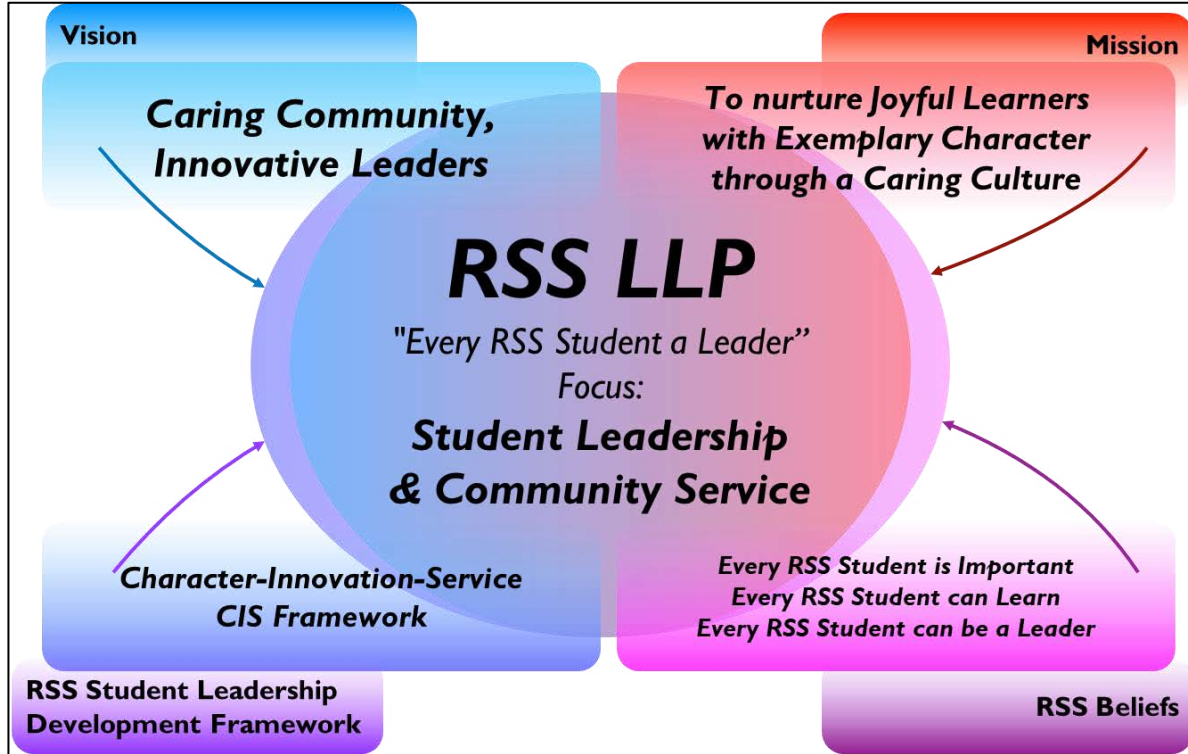 Vision
Caring Community,
Innovative Leaders
Mission
To nurture Joyful Learners
with Exemplary Character
through a Caring Culture
RSS LLP
"Every RSS Student a Leader”
Focus:
Student Leadership
& Community Service
Character-Innovation-Service
CIS Framework
RSS Student Leadership
Development Framework
Every RSS Student is Important
Every RSS Student can Learn
Every RSS Student can be a Leader
RSS Beliefs